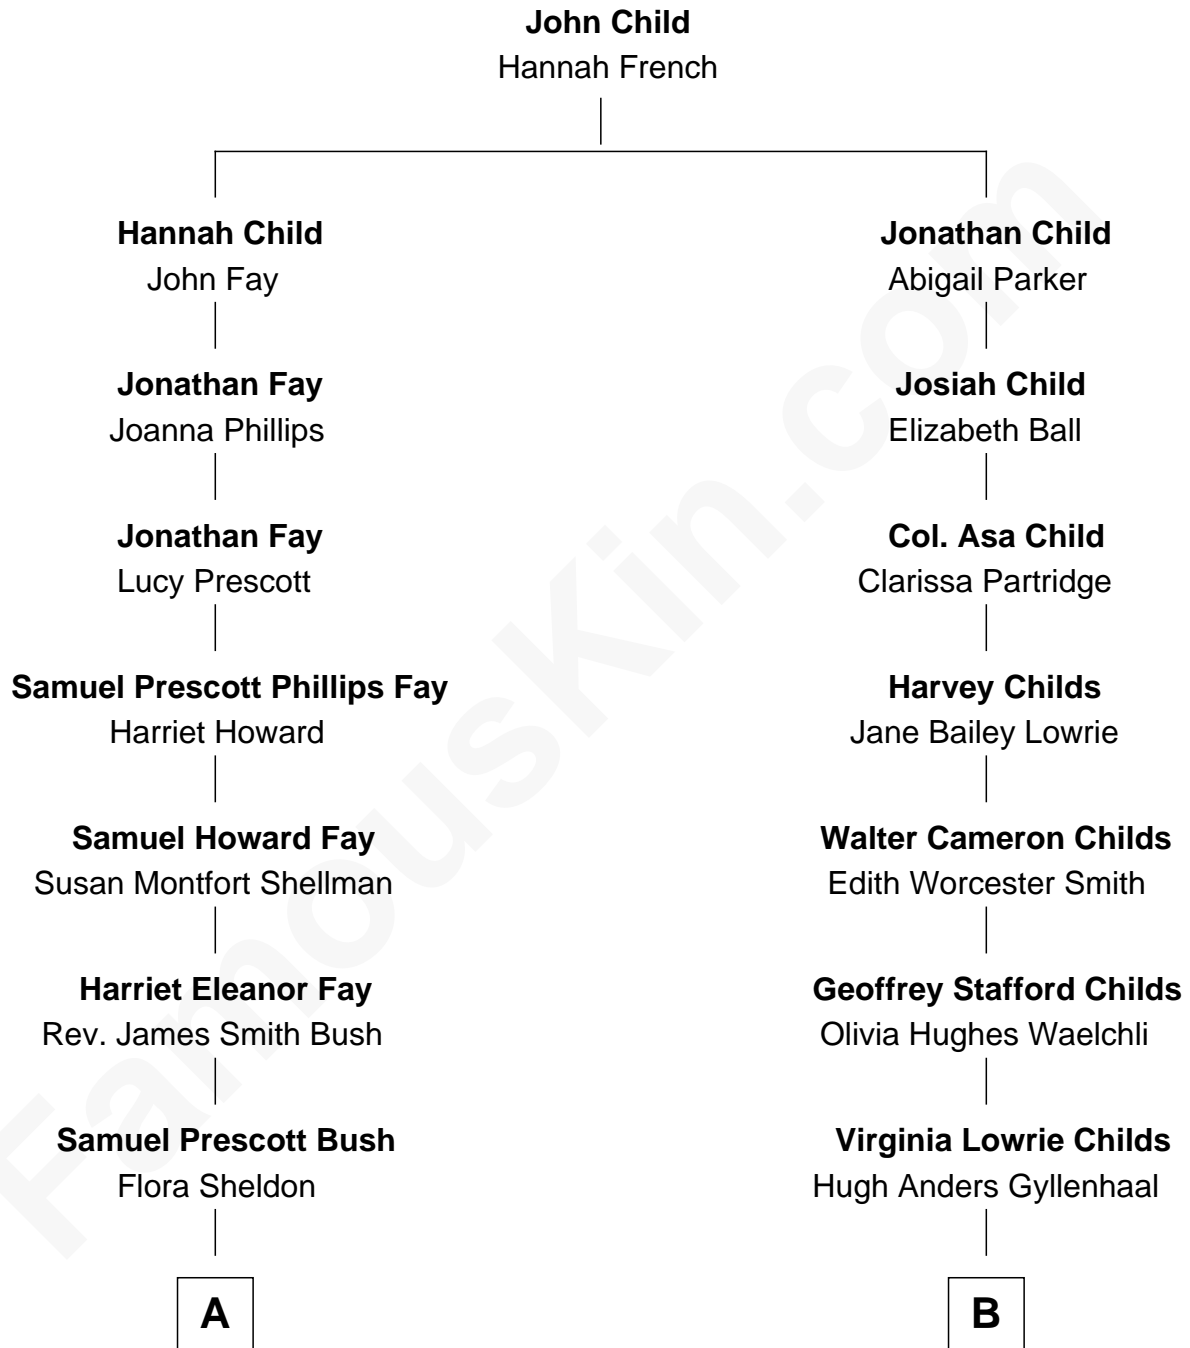 John Child
Hannah French
Hannah Child
John Fay
Jonathan Fay
Joanna Phillips
Jonathan Fay
Lucy Prescott
Samuel Prescott Phillips Fay
Harriet Howard
Samuel Howard Fay
Susan Montfort Shellman
Harriet Eleanor Fay
Rev. James Smith Bush
Samuel Prescott Bush
Flora Sheldon
A
Jonathan Child
Abigail Parker
Josiah Child
Elizabeth Ball
Col. Asa Child
Clarissa Partridge
Harvey Childs
Jane Bailey Lowrie
Walter Cameron Childs
Edith Worcester Smith
Geoffrey Stafford Childs
Olivia Hughes Waelchli
Virginia Lowrie Childs
Hugh Anders Gyllenhaal
B
FamousKin.com